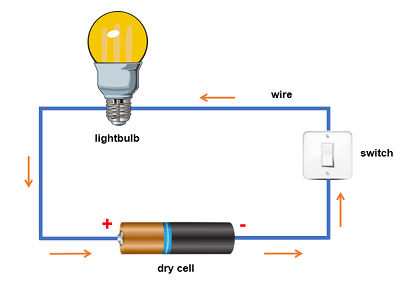 wire
lightbulb
switch
+
-
dry cell